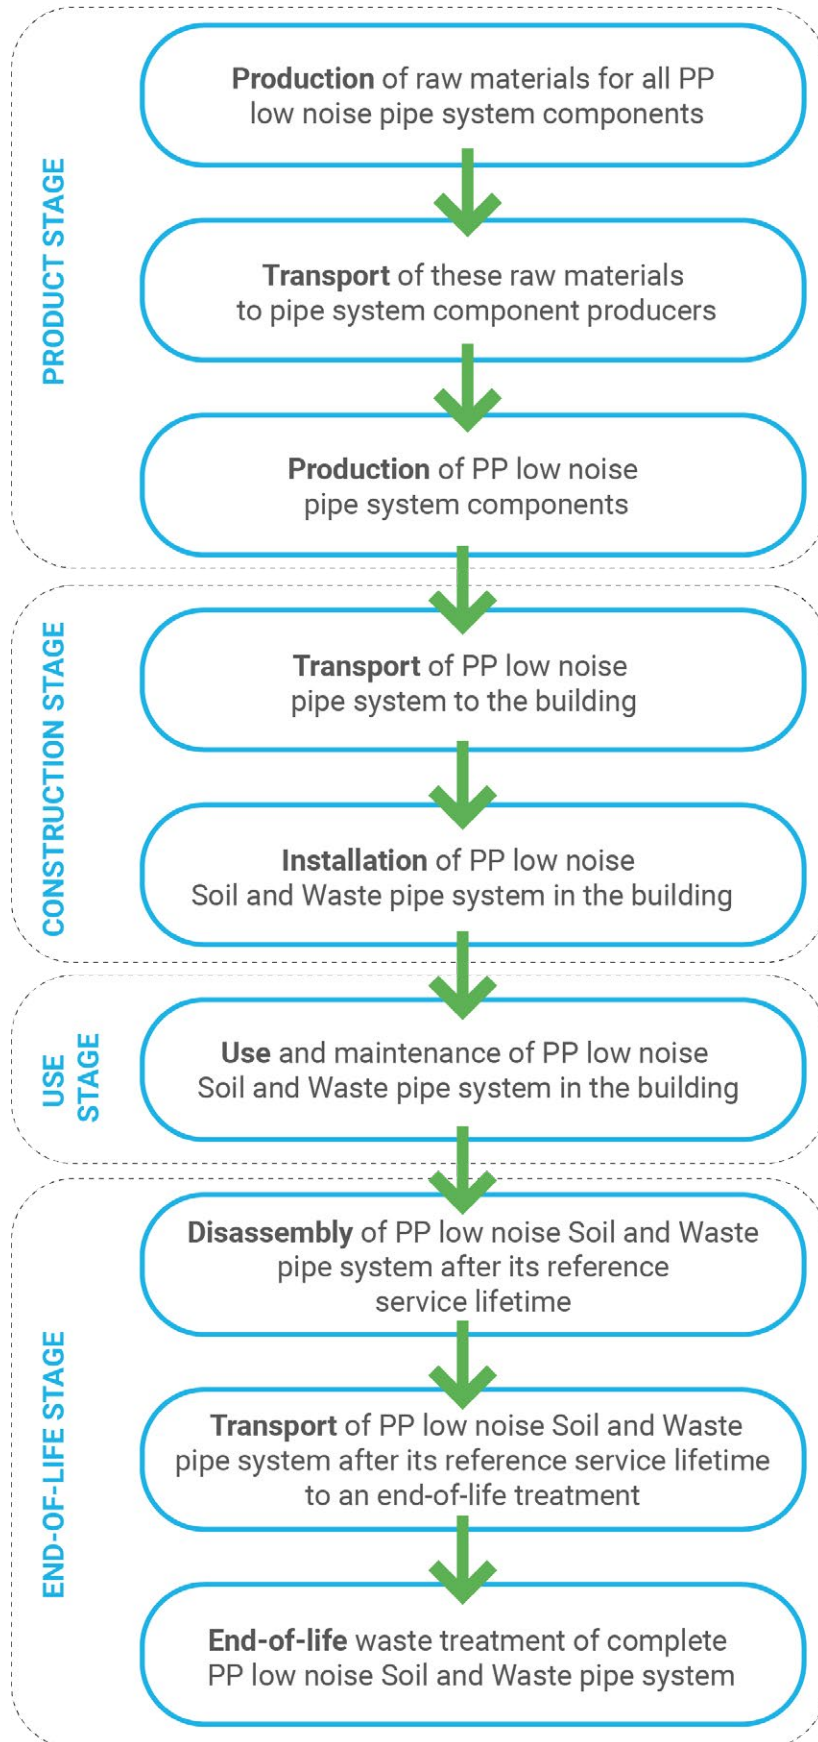 PRODUCT STAGE
Production of raw materials for all PP
low noise pipe system components
Transport of these raw materials
to pipe system component producers
Production of PP low noise
pipe system components
CONSTRUCTION STAGE
Transport of PP low noise
pipe system to the building
Installation of PP low noise
Soil and Waste pipe system in the building
USE
STAGE
Use and maintenance of PP low noise
Soil and Waste pipe system in the building
END-OF-LIFE STAGE
Disassembly of PP low noise Soil and Waste
pipe system after its reference
service lifetime
Transport of PP low noise Soil and Waste
pipe system after its reference service lifetime
to an end-of-life treatment
End-of-life waste treatment of complete
PP low noise Soil and Waste pipe system